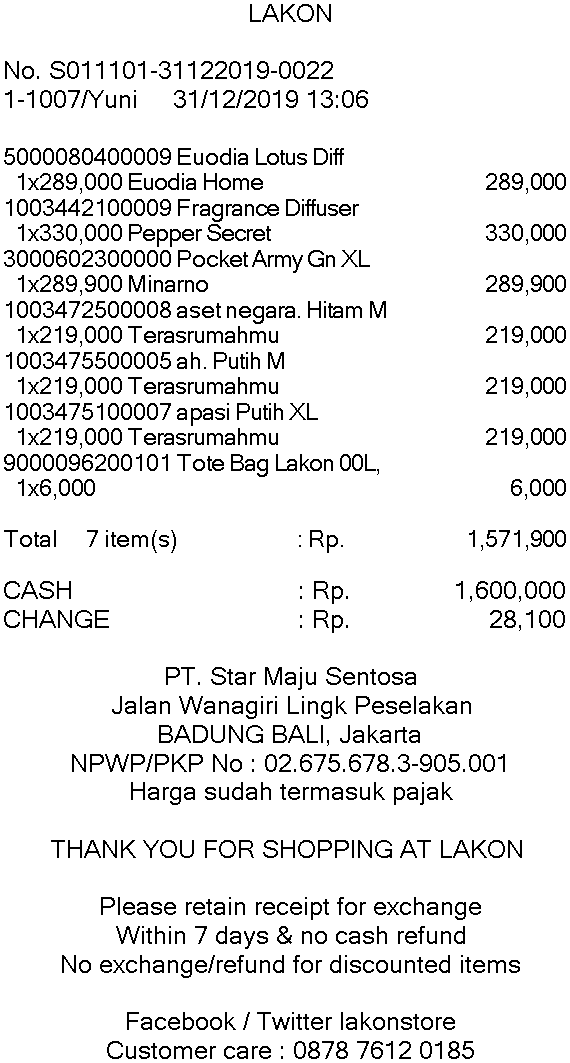 LAKON
No. S011101-31122019-0022
1-1007/Yuni 31/12/2019 13:06
5000080400009 Euodia Lotus Diff
1x289,000 Euodia Home 289,000
1003442100009 Fragrance Diffuser
1x330,000 Pepper Secret 330,000
3000602300000 Pocket Army Gn XL
1x289,900 Minarno 289,900
1003472500008 aset negara. Hitam M
1x219,000 Terasrumahmu 219,000
1003475500005 ah. Putih M
1x219,000 Terasrumahmu 219,000
1003475100007 apasi Putih XL
1x219,000 Terasrumahmu 219,000
9000096200101 Tote Bag Lakon 00L,
1x6,000 6,000
Total 7 item(s) : Rp. 1,571,900
CASH : Rp. 1,600,000
CHANGE : Rp. 28,100
PT. Star Maju Sentosa
Jalan Wanagiri Lingk Peselakan
BADUNG BALI, Jakarta
NPWP/PKP No : 02.675.678.3-905.001
Harga sudah termasuk pajak
THANK YOU FOR SHOPPING AT LAKON
Please retain receipt for exchange
Within 7 days & no cash refund
No exchange/refund for discounted items
Facebook / Twitter lakonstore
Customer care : 0878 7612 0185